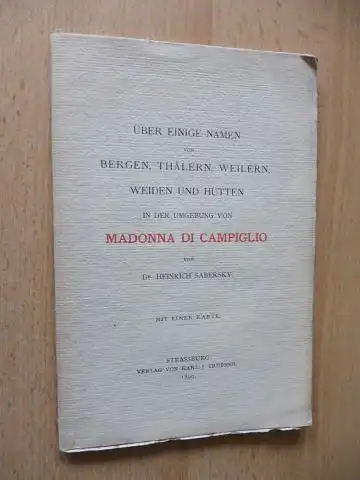 ÜBER EINIGE NAMEN
VON
BERGEN, THÄLERN, WEILERN,
WEIDEN UND HÜTTEN
IN DER UMGEBUNG VON
MADONNA DI CAMPIGLIO
VON
Dr. HEINRICH SABERSKY.
MIT EINER KARTE.
STRASSBURG
VERLAG VON KARL J. TRÜBNER.